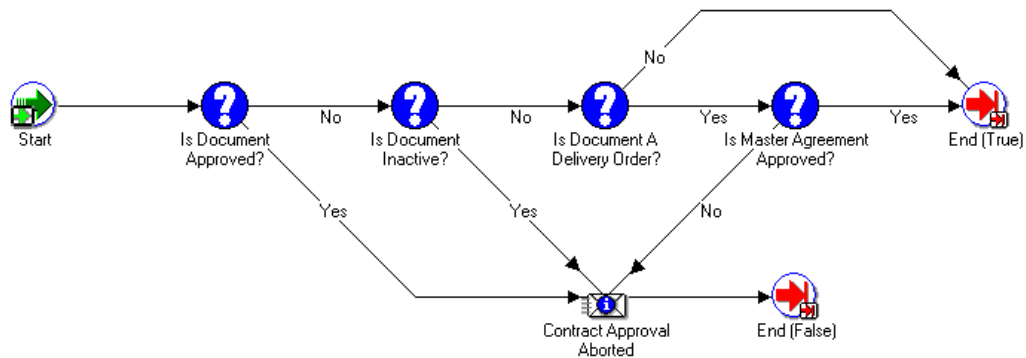 No
Start
Is Document
Approved?
No
Is Document
Inactive?
No
Is Document A
Delivery Order?
Yes
Is Master Agreement
Approved?
Yes
End (True)
Yes
Yes
No
Contract Approval
Aborted
End (False)